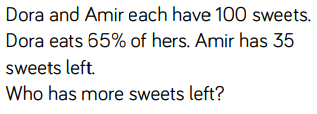 Dora and Amir each have 100 sweets.
Dora eats 65% of hers. Amir has 35
sweets left.
Who has more sweets left?